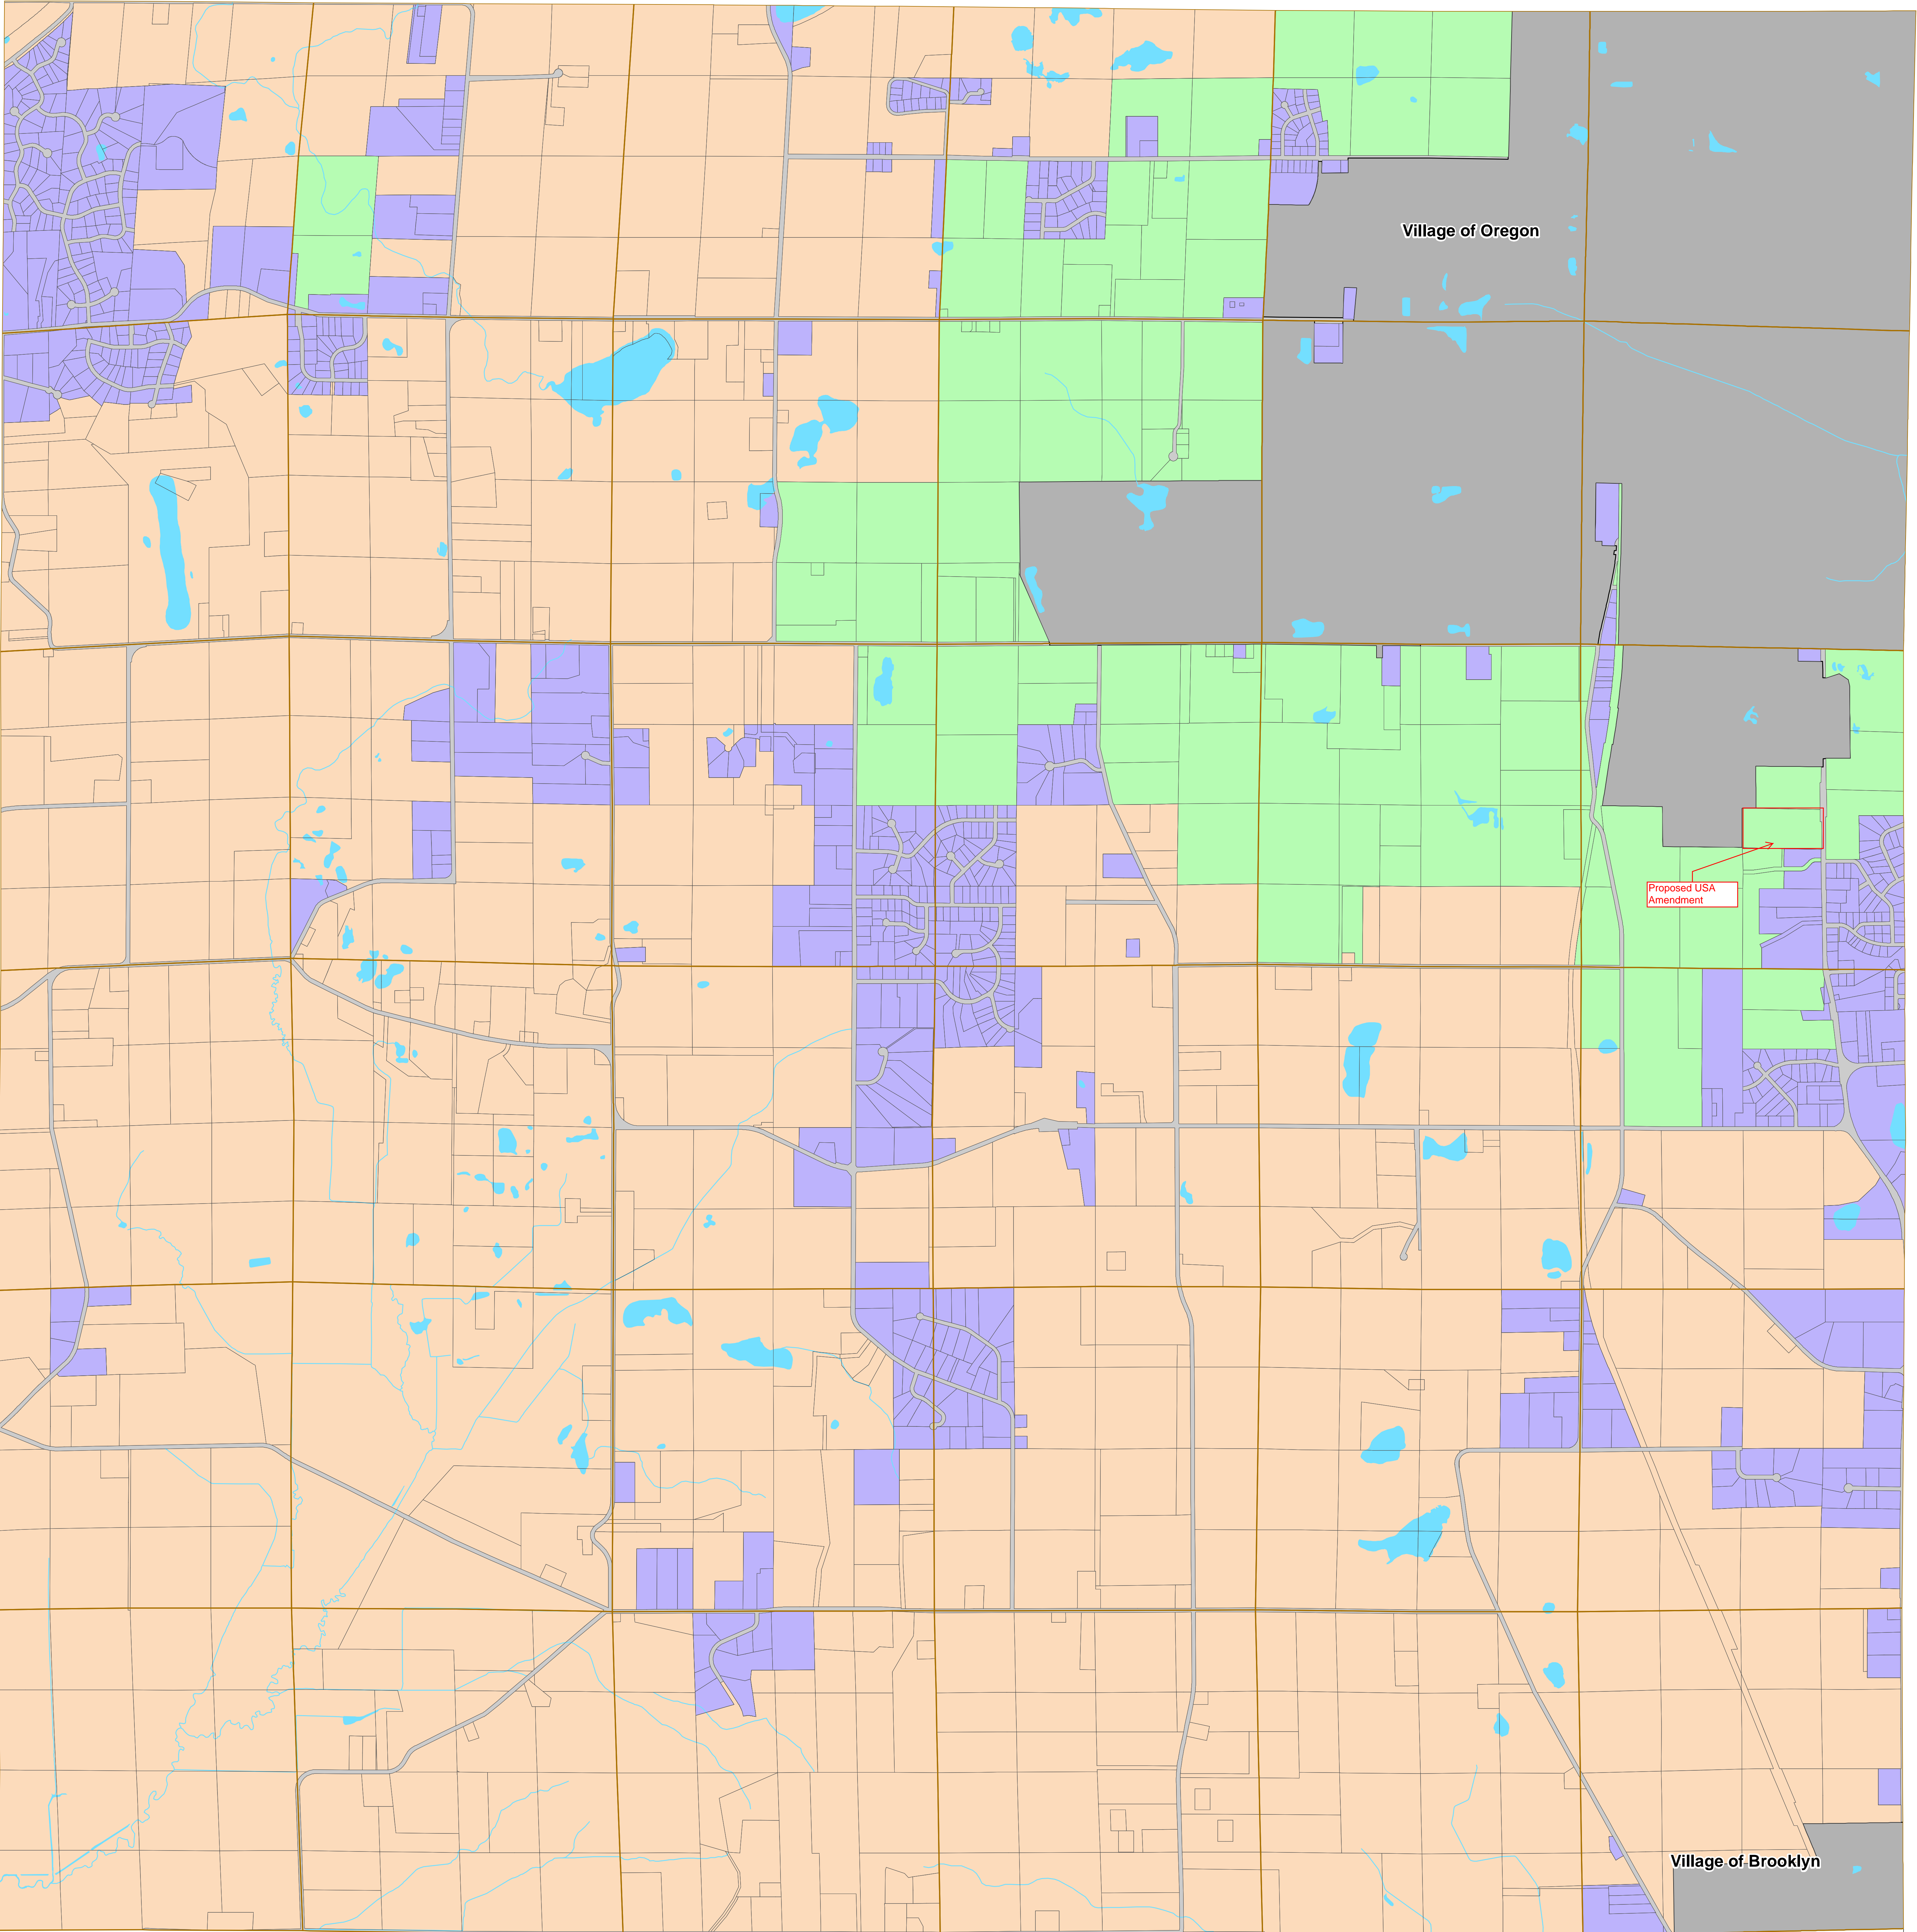 Village of Oregon
Proposed USA
Amendment
Village of Brooklyn